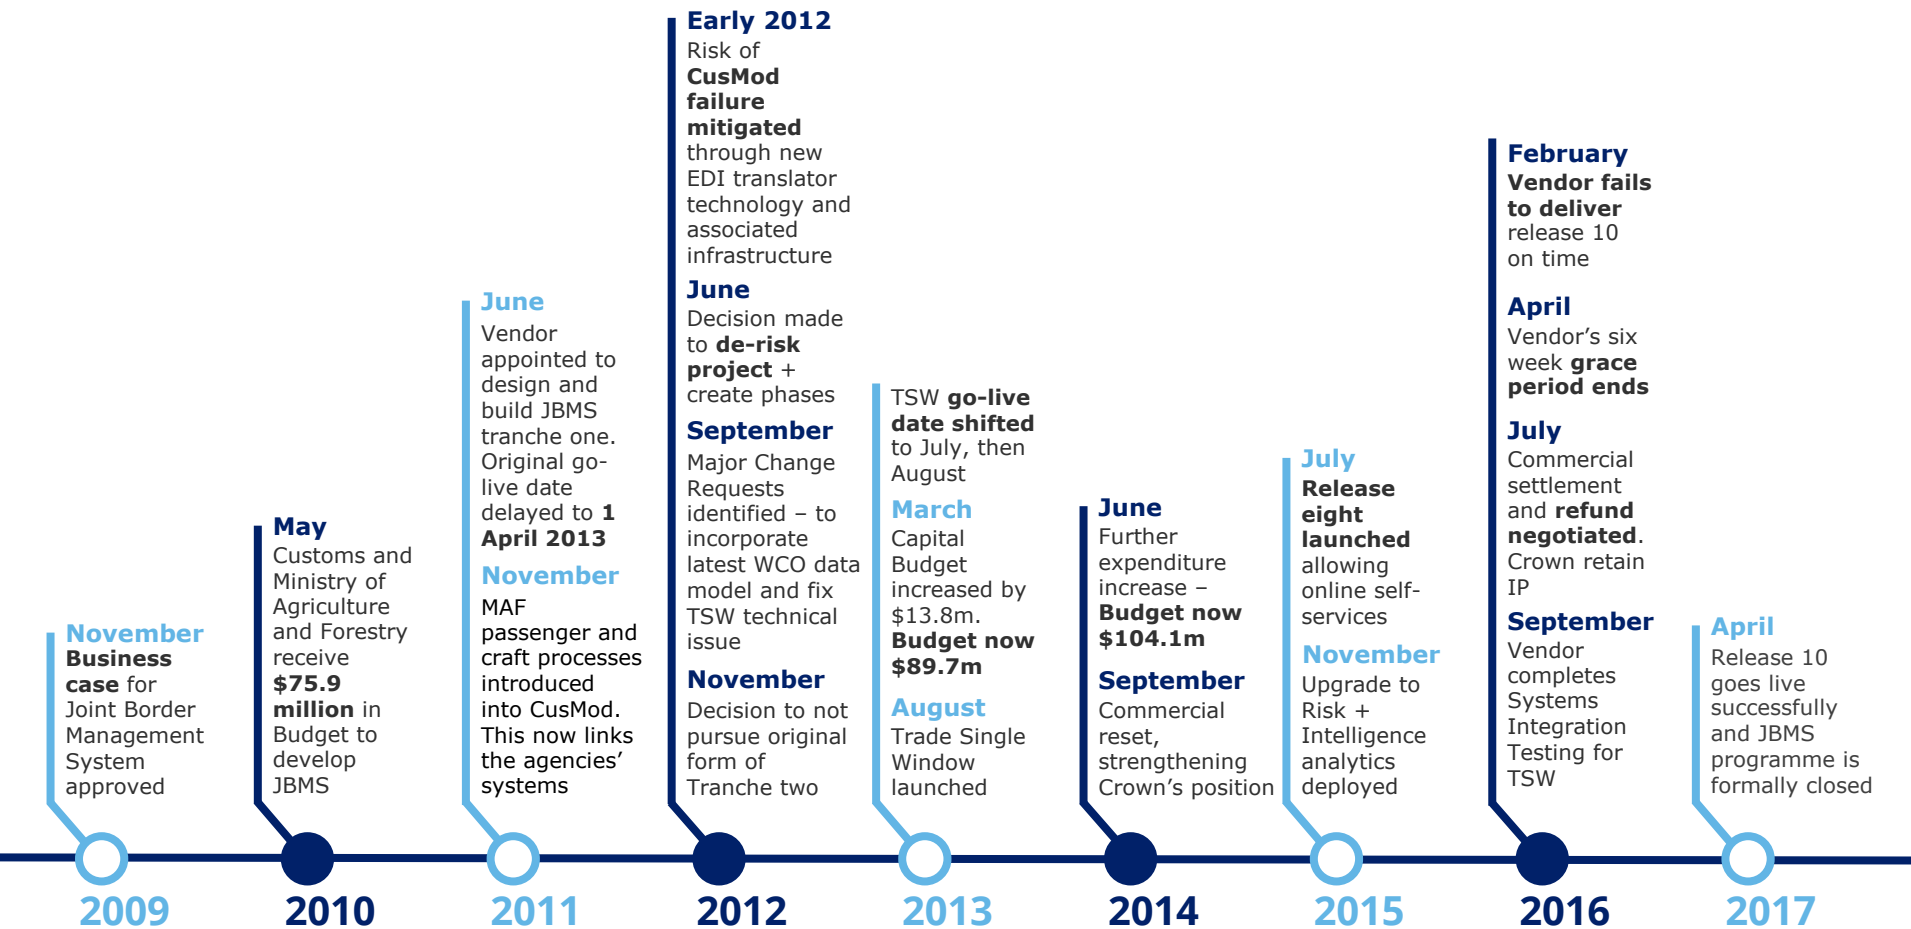 November
Business
case for
Joint Border
Management
System
approved
May
Customs and
Ministry of
Agriculture
and Forestry
receive
$75.9
million in
Budget to
develop
JBMS
June
Vendor
appointed to
design and
build JBMS
tranche one.
Original go-
live date
delayed to 1
April 2013
November
MAF
passenger and
craft processes
introduced
into CusMod.
This now links
the agencies’
systems
Early 2012
Risk of
CusMod
failure
mitigated
through new
EDI translator
technology and
associated
infrastructure
June
Decision made
to de-risk
project +
create phases
September
Major Change
Requests
identified – to
incorporate
latest WCO data
model and fix
TSW technical
issue
November
Decision to not
pursue original
form of
Tranche two
TSW go-live
date shifted
to July, then
August
March
Capital
Budget
increased by
$13.8m.
Budget now
$89.7m
August
Trade Single
Window
launched
June
Further
expenditure
increase –
Budget now
$104.1m
September
Commercial
reset,
strengthening
Crown’s position
July
Release
eight
launched
allowing
online self-
services
November
Upgrade to
Risk +
Intelligence
analytics
deployed
February
Vendor fails
to deliver
release 10
on time
April
Vendor’s six
week grace
period ends
July
Commercial
settlement
and refund
negotiated.
Crown retain
IP
September
Vendor
completes
Systems
Integration
Testing for
TSW
April
Release 10
goes live
successfully
and JBMS
programme is
formally closed
2009
2010
2011
2012
2013
2014
2015
2016
2017